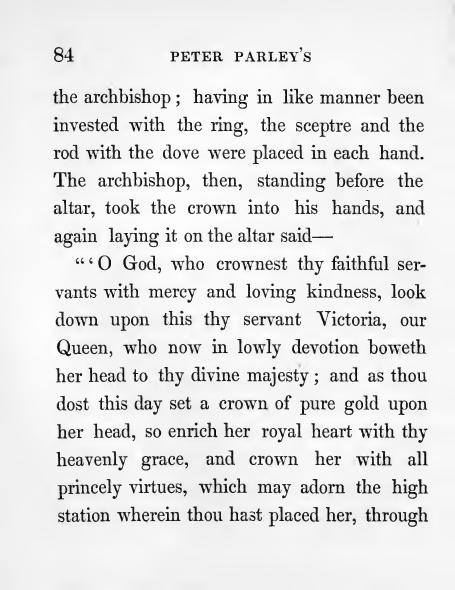 84 PETER PARLEY'S
the archbishop ; having in like manner been
invested with the ring, the sceptre and the
rod with the dove were placed in each hand.
The archbishop, then, standing before the
altar, took the crown into his hands, and
again laying it on the altar said—
“‘ O God, who crownest thy faithful ser-
vants with mercy and loving kindness, look
down upon this thy servant Victoria, our
Queen, who now in lowly devotion boweth
her head to thy divine majesty ; and as thou
dost this day set a crown of pure gold upon
her head, so enrich her royal heart with thy
heavenly grace, and crown her with all
princely virtues, which may adorn the high
station wherein thou hast placed her, through